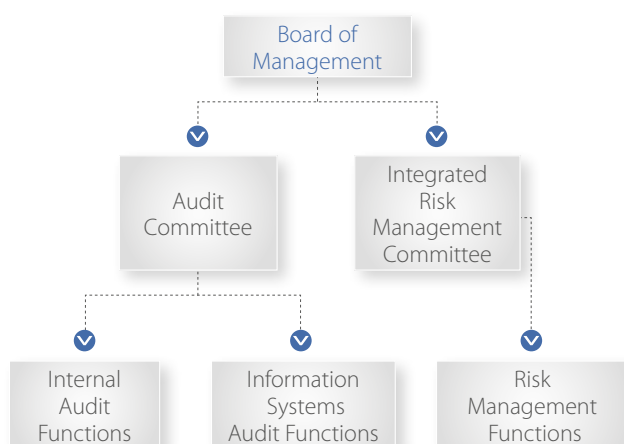 Board of
Management
Audit
Committee
Integrated
Risk
Management
Committee
Internal
Audit
Functions
Information
Systems
Audit Functions
Risk
Management
Functions